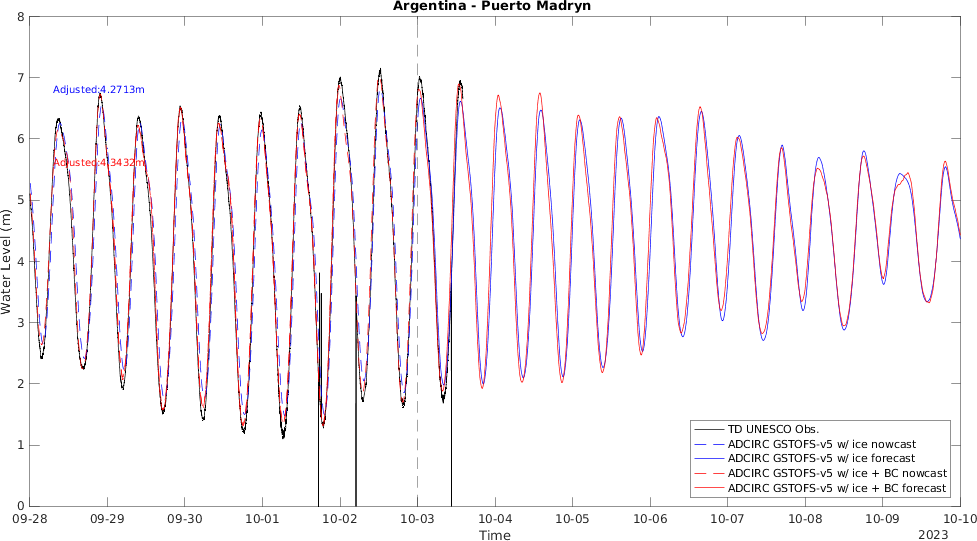 Argentina - Puerto Madryn
8
7
6
5
4
3
2
1
0
Water Level (m)
Adjusted:4.2713m
Adjusted:4.3432m
TD UNESCO Obs.
ADCIRC GSTOFS-v5 w/ ice nowcast
ADCIRC GSTOFS-v5 w/ ice forecast
ADCIRC GSTOFS-v5 w/ ice + BC nowcast
ADCIRC GSTOFS-v5 w/ ice + BC forecast
09-28 09-29 09-30 10-01 10-02 10-03 10-04 10-05 10-06 10-07 10-08 10-09 10-10
Time
2023